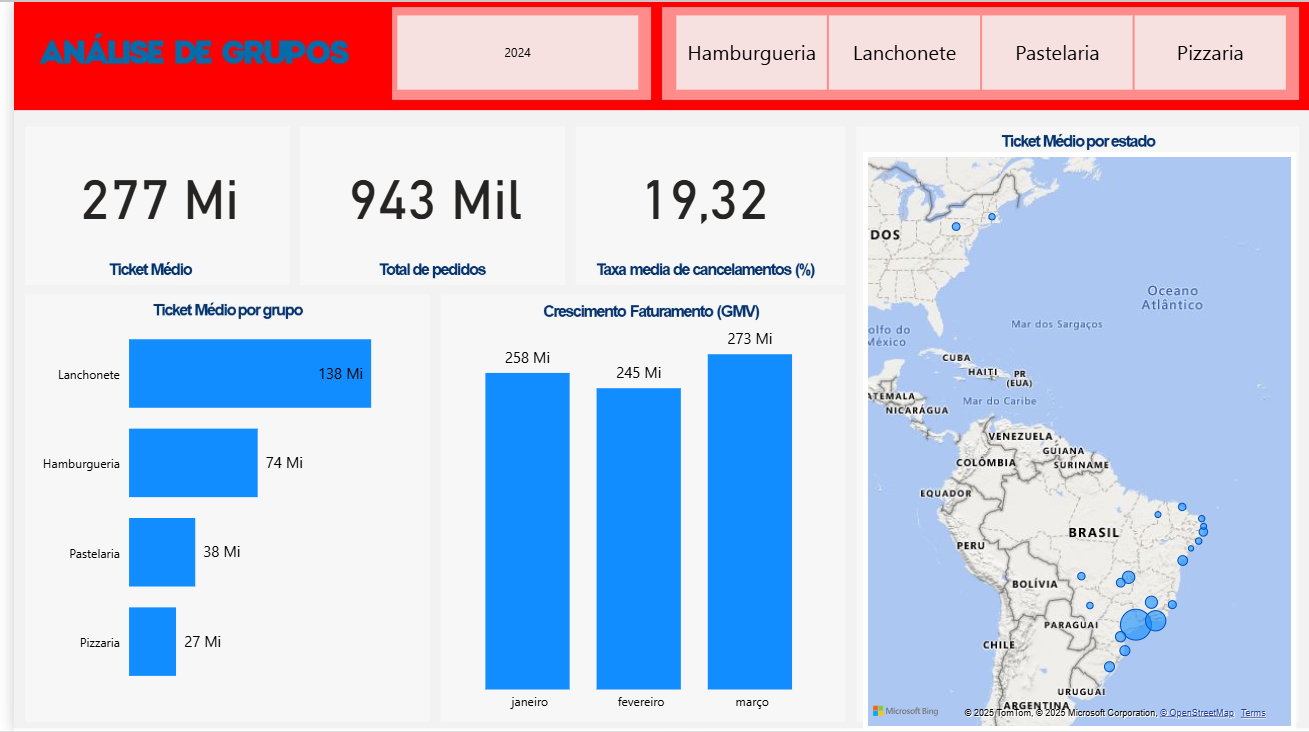 ANÁLISE DE GRUPOS
2024
Hamburgueria
Lanchonete
Pastelaria
Pizzaria
277 Mi
Ticket Médio
943 Mil
Total de pedidos
19,32
Taxa media de cancelamentos (%)
Ticket Médio por grupo
Lanchonete
138 Mi
Hamburgueria
74 Mi
Pastelaria
38 Mi
Pizzaria
27 Mi
Crescimento Faturamento (GMV)
258 Mi
245 Mi
273 Mi
janeiro
fevereiro
março
Ticket Médio por estado
DOS
Oceano
Atlântico
Mar dos Sargaços
olfo do
México
CUBA
HAITI
PR
(EUA)
ATEMALA
Mar do Caribe
NICARÁGUA
VENEZUELA
GUIANA
COLÔMBIA
SURINAME
EQUADOR
BRASIL
PERU
BOLÍVIA
PARAGUAI
CHILE
URUGUAI
ARGENTINA
Microsoft Bing
© 2025 TomTom, © 2025 Microsoft Corporation, © OpenStreetMap Terms